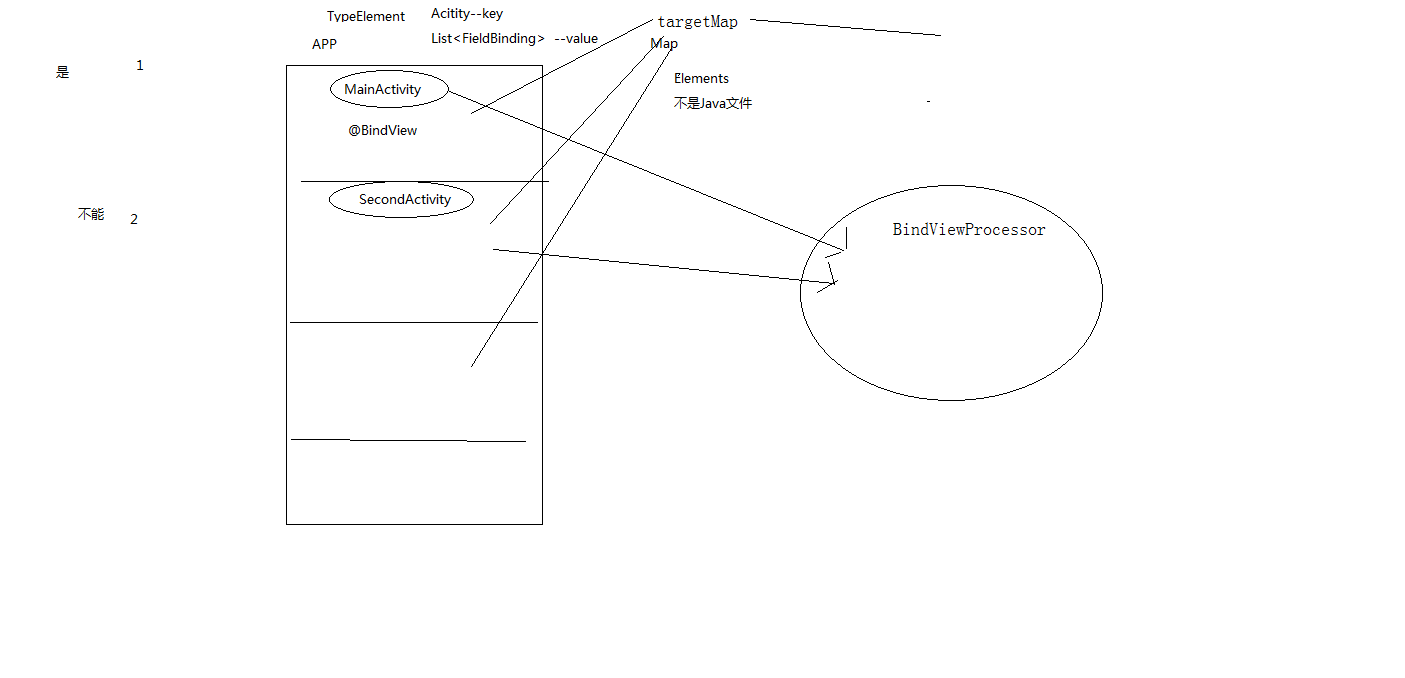 TypeElement
Acitity--key
targetMap
APP
List<FieldBinding> --value
Map
是
1
MainActivity
Elements
不是Java文件
@BindView
SecondActivity
不能
2
BindViewProcessor